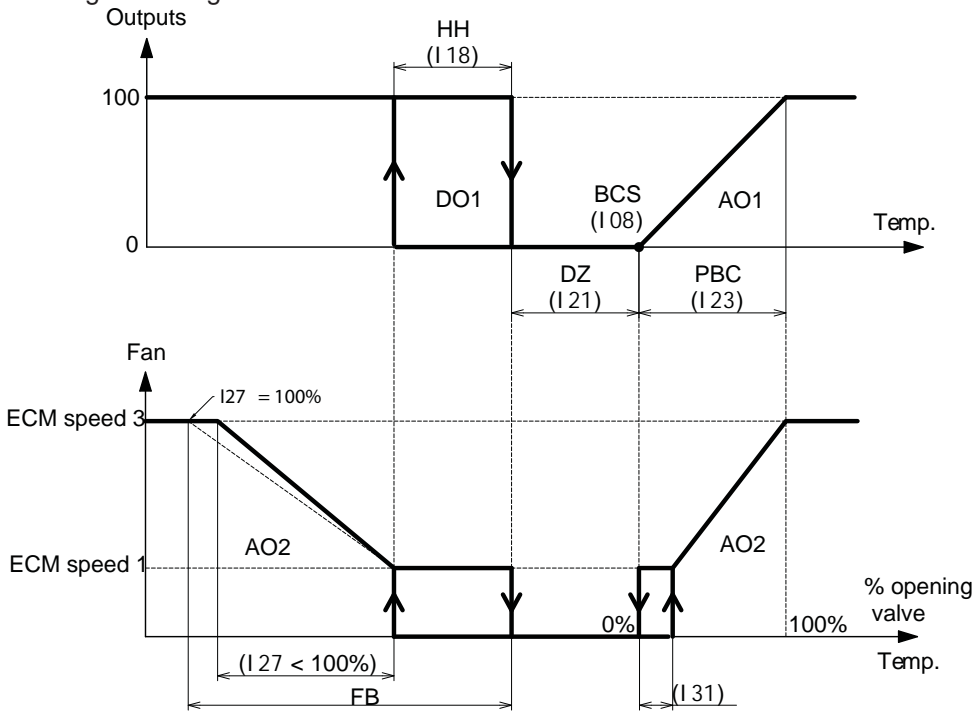 Outputs
HH
(I 18)
100
DO1
BCS
(I 08)
AO1
Temp.
0
DZ
(I 21)
PBC
(I 23)
Fan
I27 = 100%
ECM speed 3
AO2
AO2
ECM speed 1
% opening
valve
0%
100%
Temp.
(I 27 < 100%)
(I 31)
FB